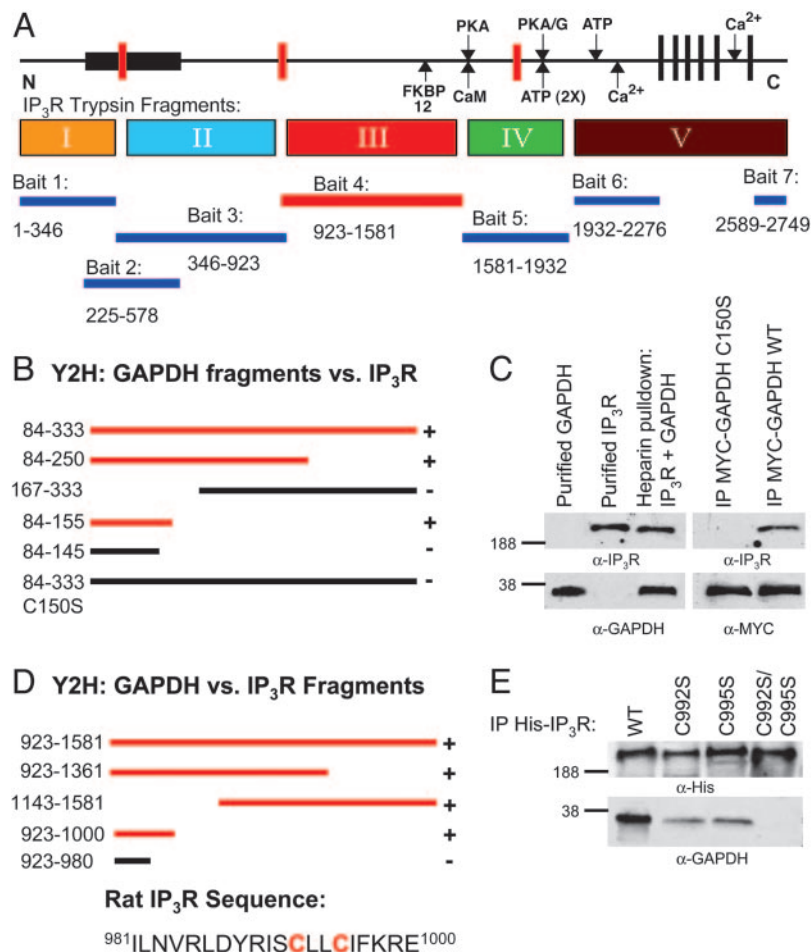 A
PKA
PKA/G
ATP
Ca2+
N
FKBP
12
CaM
ATP (2X)
Ca2+
C
IP3R Trypsin Fragments:
I
II
III
IV
V
Bait 1:
1-346
Bait 2:
225-578
Bait 3:
346-923
Bait 4:
923-1581
Bait 5:
1581-1932
Bait 6:
1932-2276
Bait 7:
2589-2749
B Y2H: GAPDH fragments vs. IP3R
84-333 +
84-250 +
167-333 -
84-155 +
84-145 -
84-333 -
C150S
C
Purified GAPDH
Purified IP3R
Heparin pulldown:
IP3R + GAPDH
IP MYC-GAPDH C150S
IP MYC-GAPDH WT
188
α-IP3R
α-IP3R
38
α-GAPDH
α-MYC
D Y2H: GAPDH vs. IP3R Fragments
923-1581 +
923-1361 +
1143-1581 +
923-1000 +
923-980 -
Rat IP3R Sequence:
981ILNVRLDYRISCLLCIFKRE1000
E
IP His-IP3R:
WT
C992S
C995S
C992S/
C995S
188
α-His
38
α-GAPDH